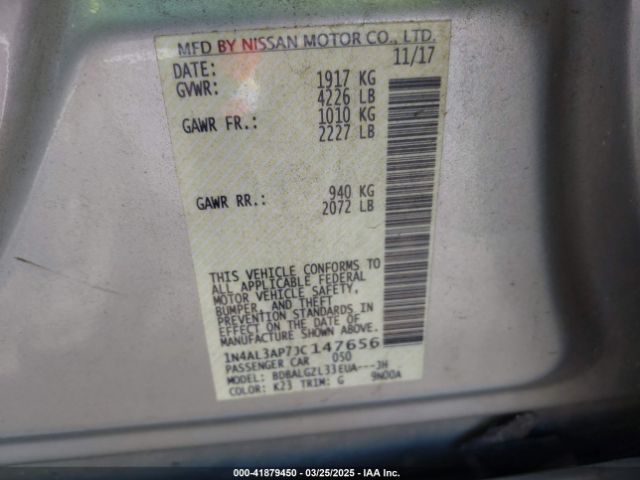 MFD BY NISSAN MOTOR CO., LTD.
DATE: 11/17
GVWR: 1917 KG
4226 LB
GAWR FR.: 1010 KG
2227 LB
GAWR RR.: 940 KG
2072 LB
THIS VEHICLE CONFORMS TO
ALL APPLICABLE FEDERAL
MOTOR VEHICLE SAFETY,
BUMPER, AND THEFT
PREVENTION STANDARDS IN
EFFECT ON THE DATE OF
MANUFACTURE SHOWN ABOVE.
1N4AL3AP7JC147656
PASSENGER CAR 050
MODEL: BDBALGZL33EUA---JH
COLOR: K23 TRIM: G 9N00A
000-41879450 - 03/25/2025 - IAA Inc.